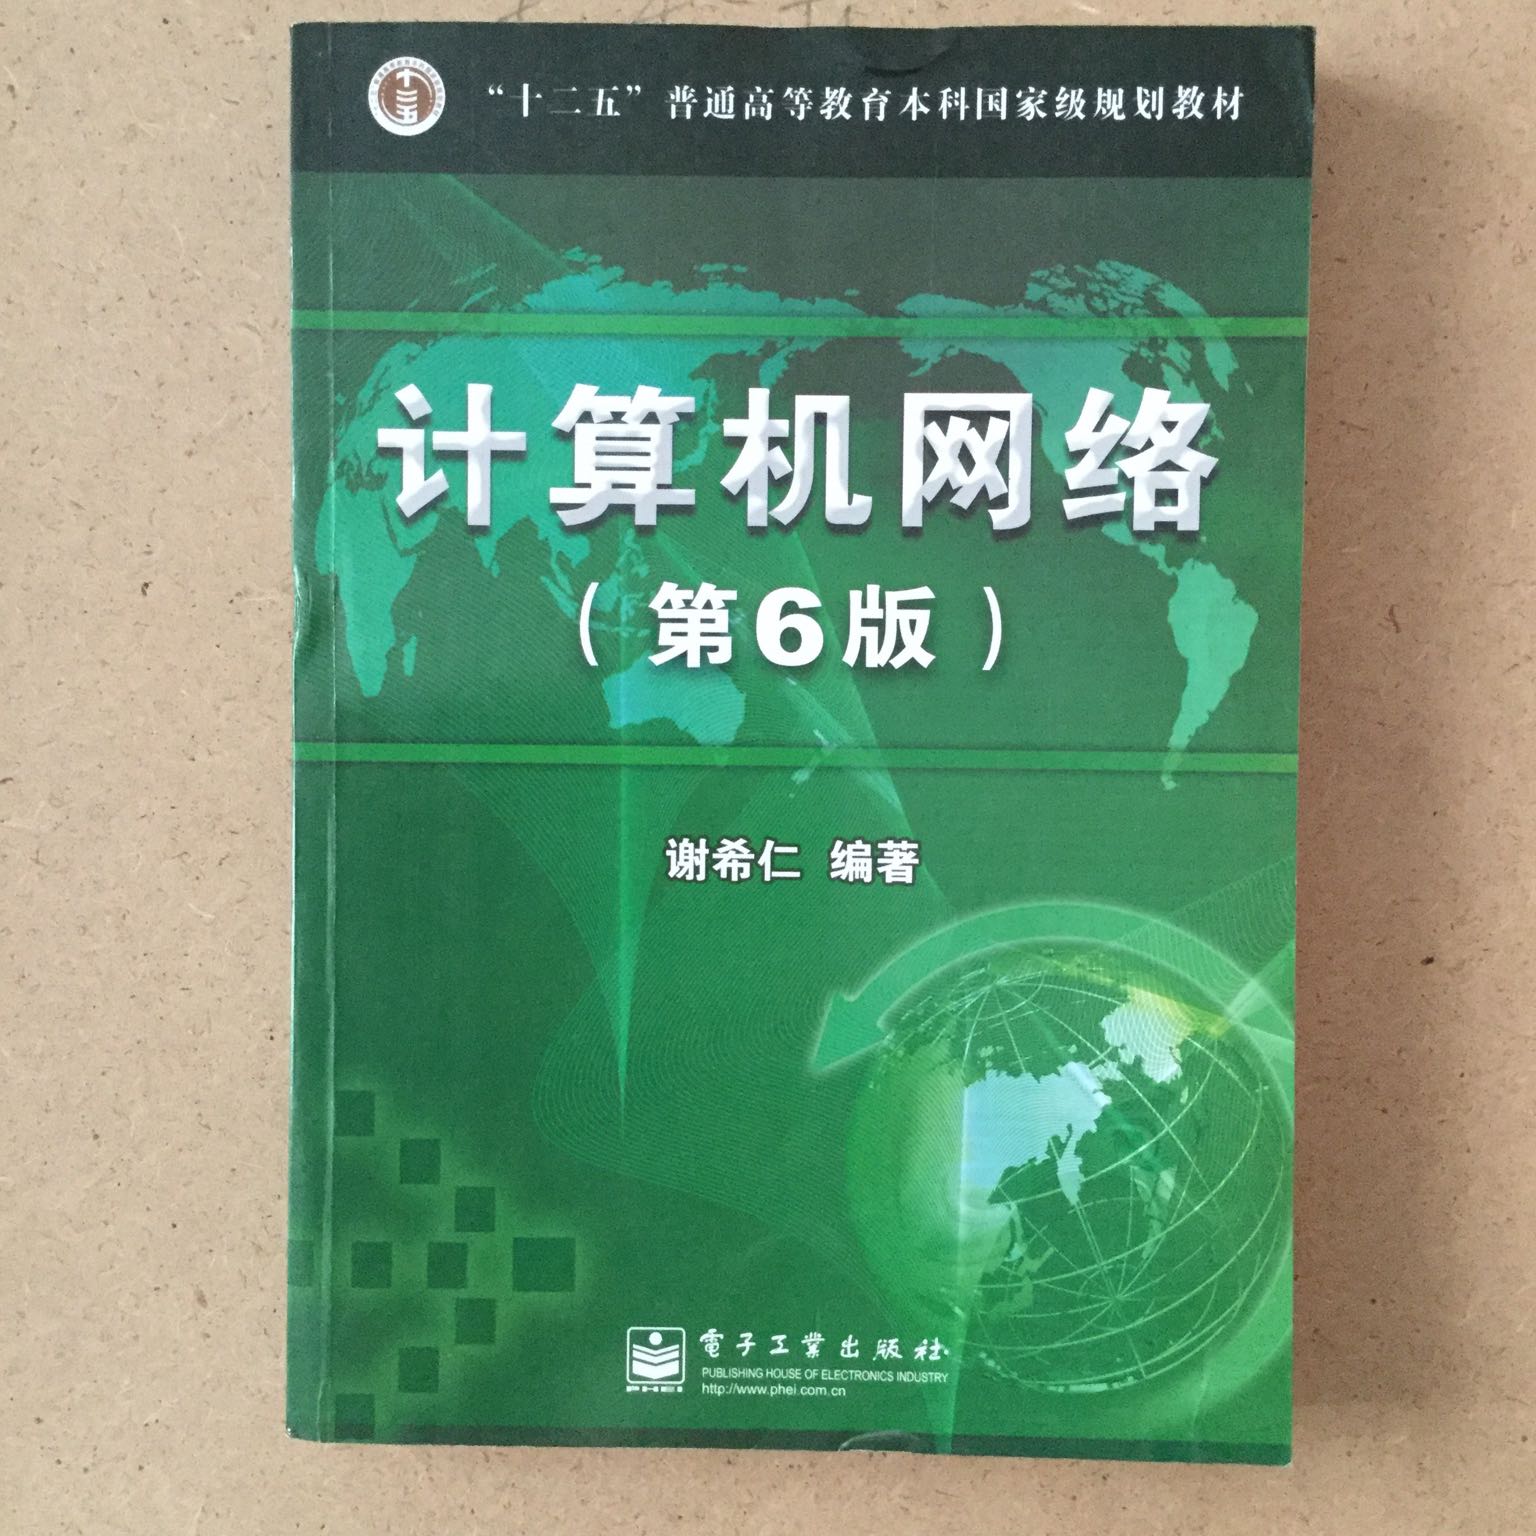 “十二五”普通高等教育本科国家级规划教材
计算机网络
（第6版）
谢希仁 编著
電子工業出版社
PUBLISHING HOUSE OF ELECTRONICS INDUSTRY
http://www.phei.com.cn
PHEI